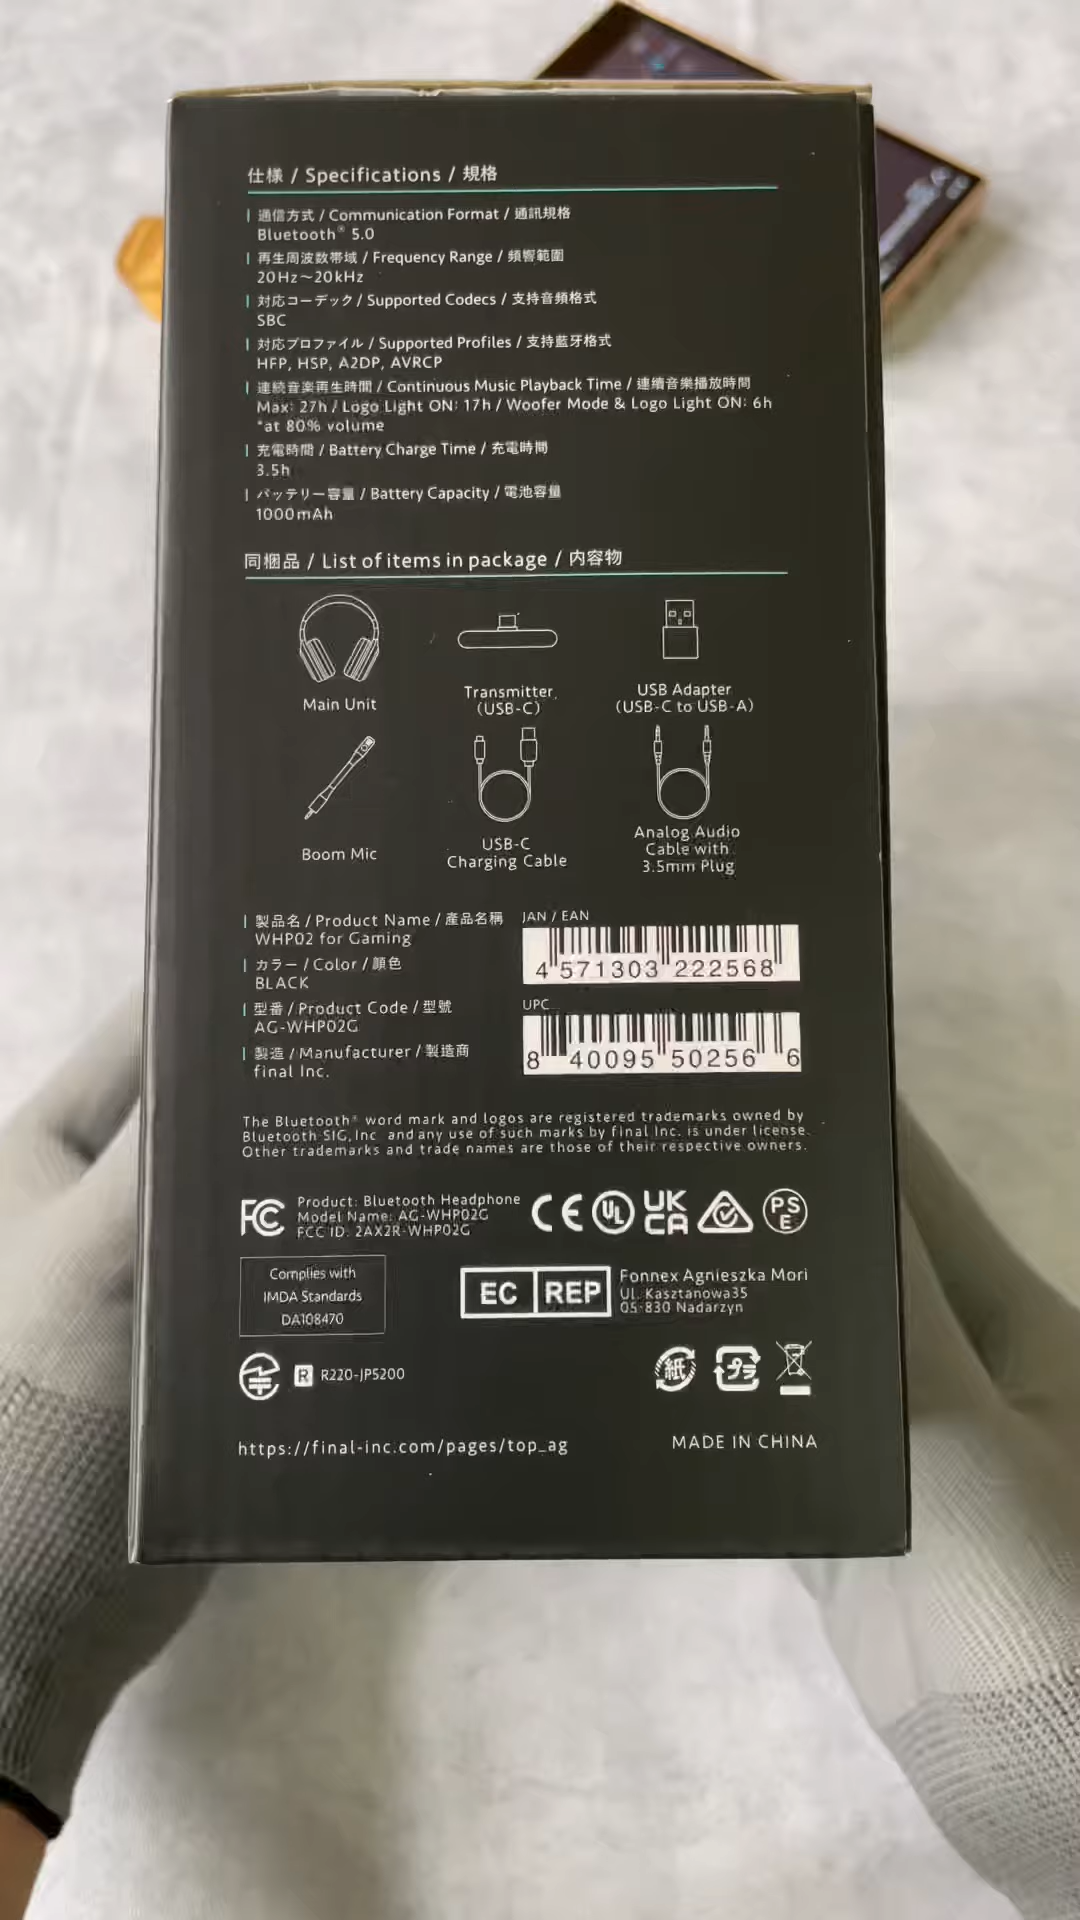 仕様 / Specifications / 規格
通信方式 / Communication Format / 通訊規格
Bluetooth® 5.0
再生周波数帯域 / Frequency Range / 頻響範圍
20Hz~20kHz
対応コーデック / Supported Codecs / 支持音頻格式
SBC
対応プロファイル / Supported Profiles / 支持藍牙格式
HFP, HSP, A2DP, AVRCP
連続音楽再生時間 / Continuous Music Playback Time / 連續音樂播放時間
Max: 27h / Logo Light ON: 17h / Woofer Mode & Logo Light ON: 6h
*at 80% volume
充電時間 / Battery Charge Time / 充電時間
3.5h
バッテリー容量 / Battery Capacity / 電池容量
1000mAh
同梱品 / List of items in package / 内容物
Main Unit
Transmitter
(USB-C)
USB Adapter
(USB-C to USB-A)
Boom Mic
USB-C
Charging Cable
Analog Audio
Cable with
3.5mm Plug
製品名 / Product Name / 產品名稱
WHP02 for Gaming
カラー / Color / 顏色
BLACK
型番 / Product Code / 型號
AG-WHP02G
製造 / Manufacturer / 製造商
final Inc.
JAN / EAN
4 571303 222568
UPC
8 40095 50256 6
The Bluetooth® word mark and logos are registered trademarks owned by
Bluetooth SIG, Inc and any use of such marks by final Inc. is under license.
Other trademarks and trade names are those of their respective owners.
FC
Product: Bluetooth Headphone
Model Name: AG-WHP02G
FCC ID: 2AX2R-WHP02G
CE UL UK CA PS E
Complies with
IMDA Standards
DA108470
EC REP
Fonnex Agnieszka Mori
Ul. Kasztanowa35
05-830 Nadarzyn
R R220-JP5200
紙 プラ
https://final-inc.com/pages/top_ag
MADE IN CHINA